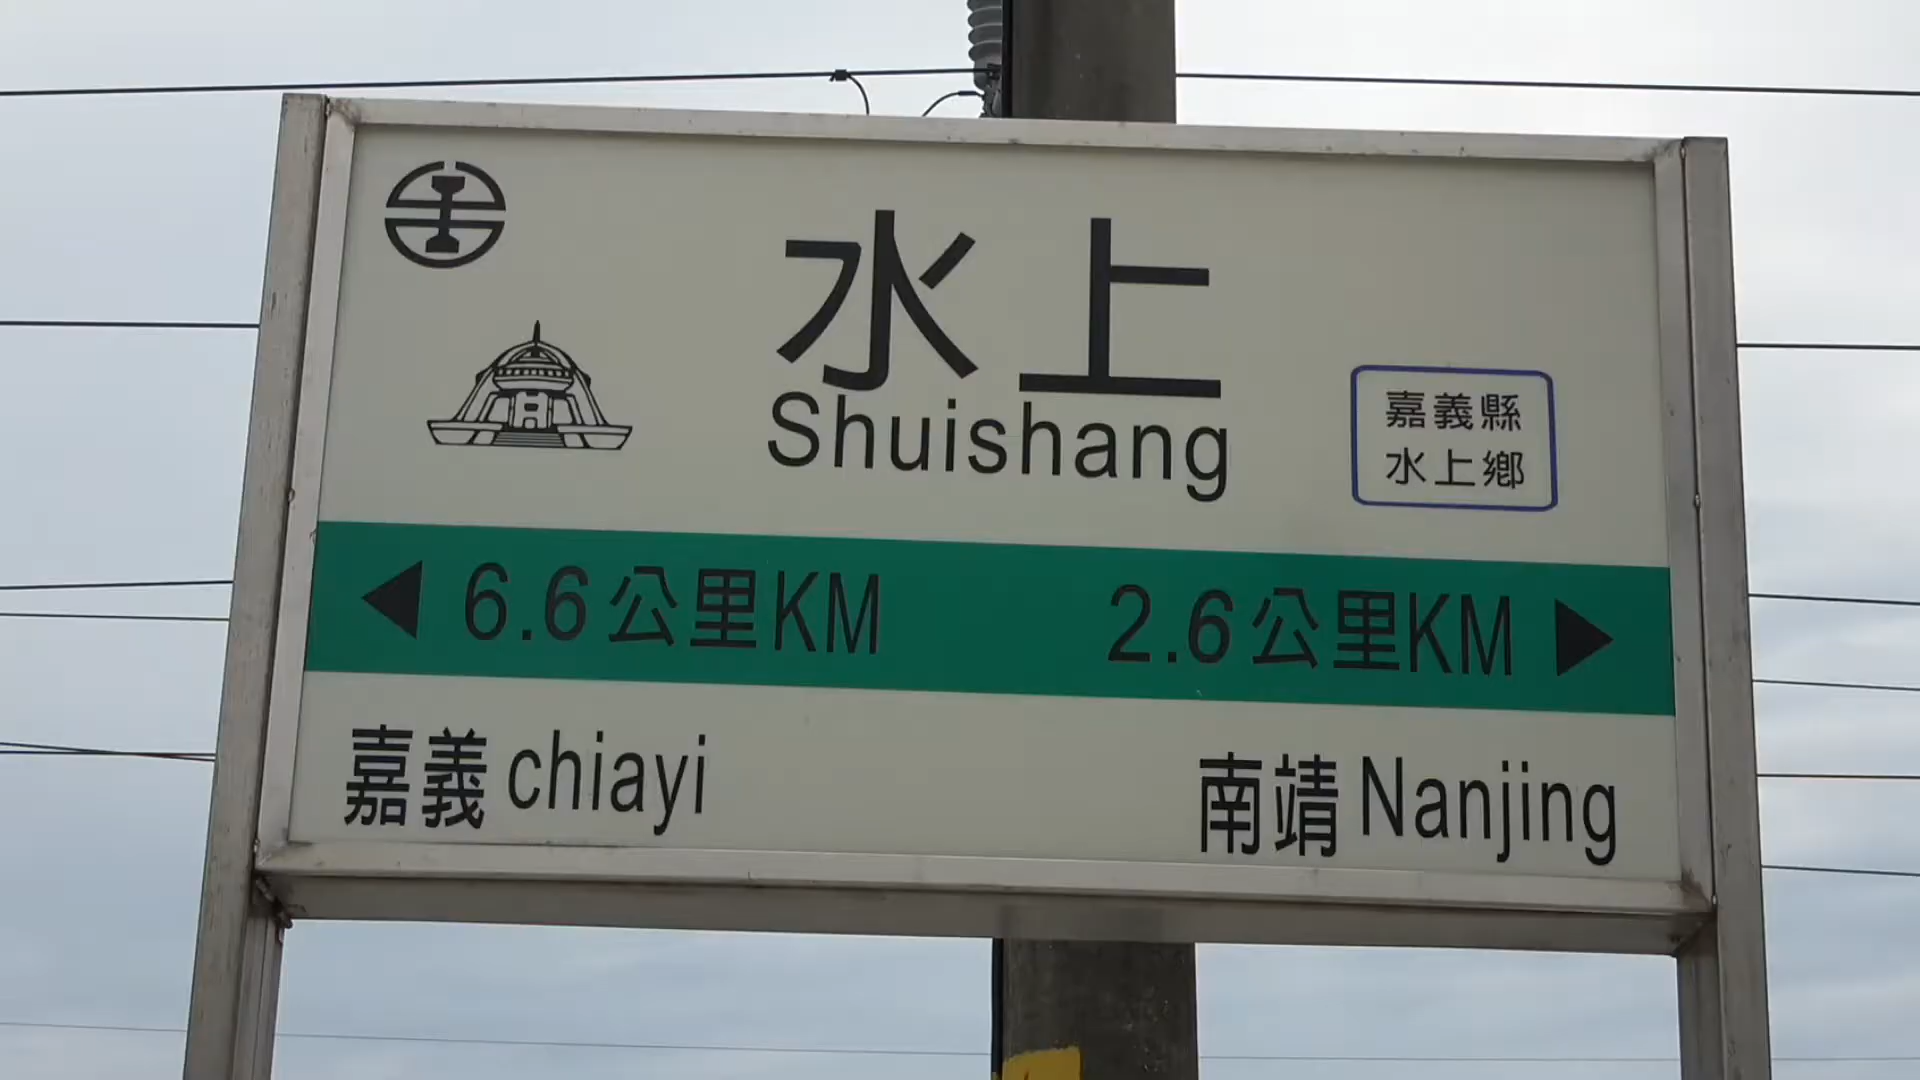 水上
Shuishang
嘉義縣
水上鄉
◀ 6.6公里KM
2.6公里KM ▶
嘉義 chiayi
南靖 Nanjing